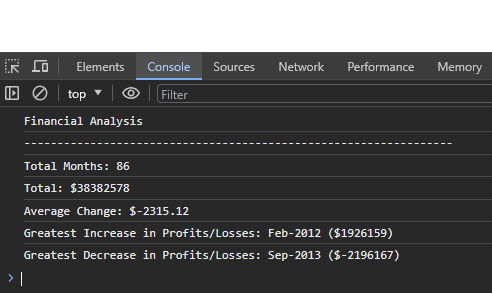 Elements Console Sources Network Performance Memory
top Filter
Financial Analysis
----------------------------------------------------------------
Total Months: 86
Total: $38382578
Average Change: $-2315.12
Greatest Increase in Profits/Losses: Feb-2012 ($1926159)
Greatest Decrease in Profits/Losses: Sep-2013 ($-2196167)
>